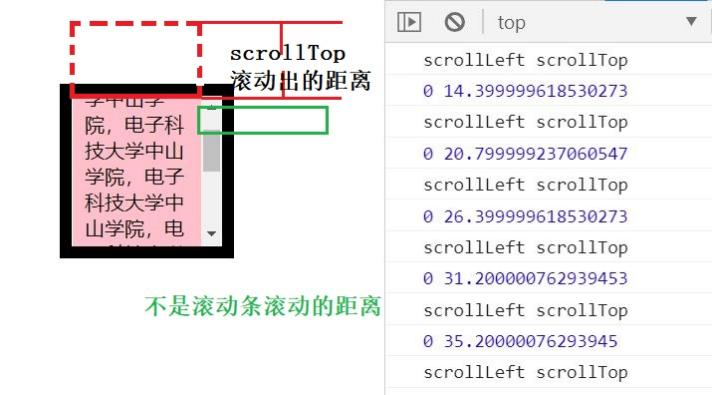 top
scrollTop
滚动出的距离
学中山学
院，电子科
技大学中山
学院，电子
科技大学中
山学院，电
不是滚动条滚动的距离
scrollLeft scrollTop
0 14.399999618530273
scrollLeft scrollTop
0 20.799999237060547
scrollLeft scrollTop
0 26.399999618530273
scrollLeft scrollTop
0 31.200000762939453
scrollLeft scrollTop
0 35.20000076293945
scrollLeft scrollTop